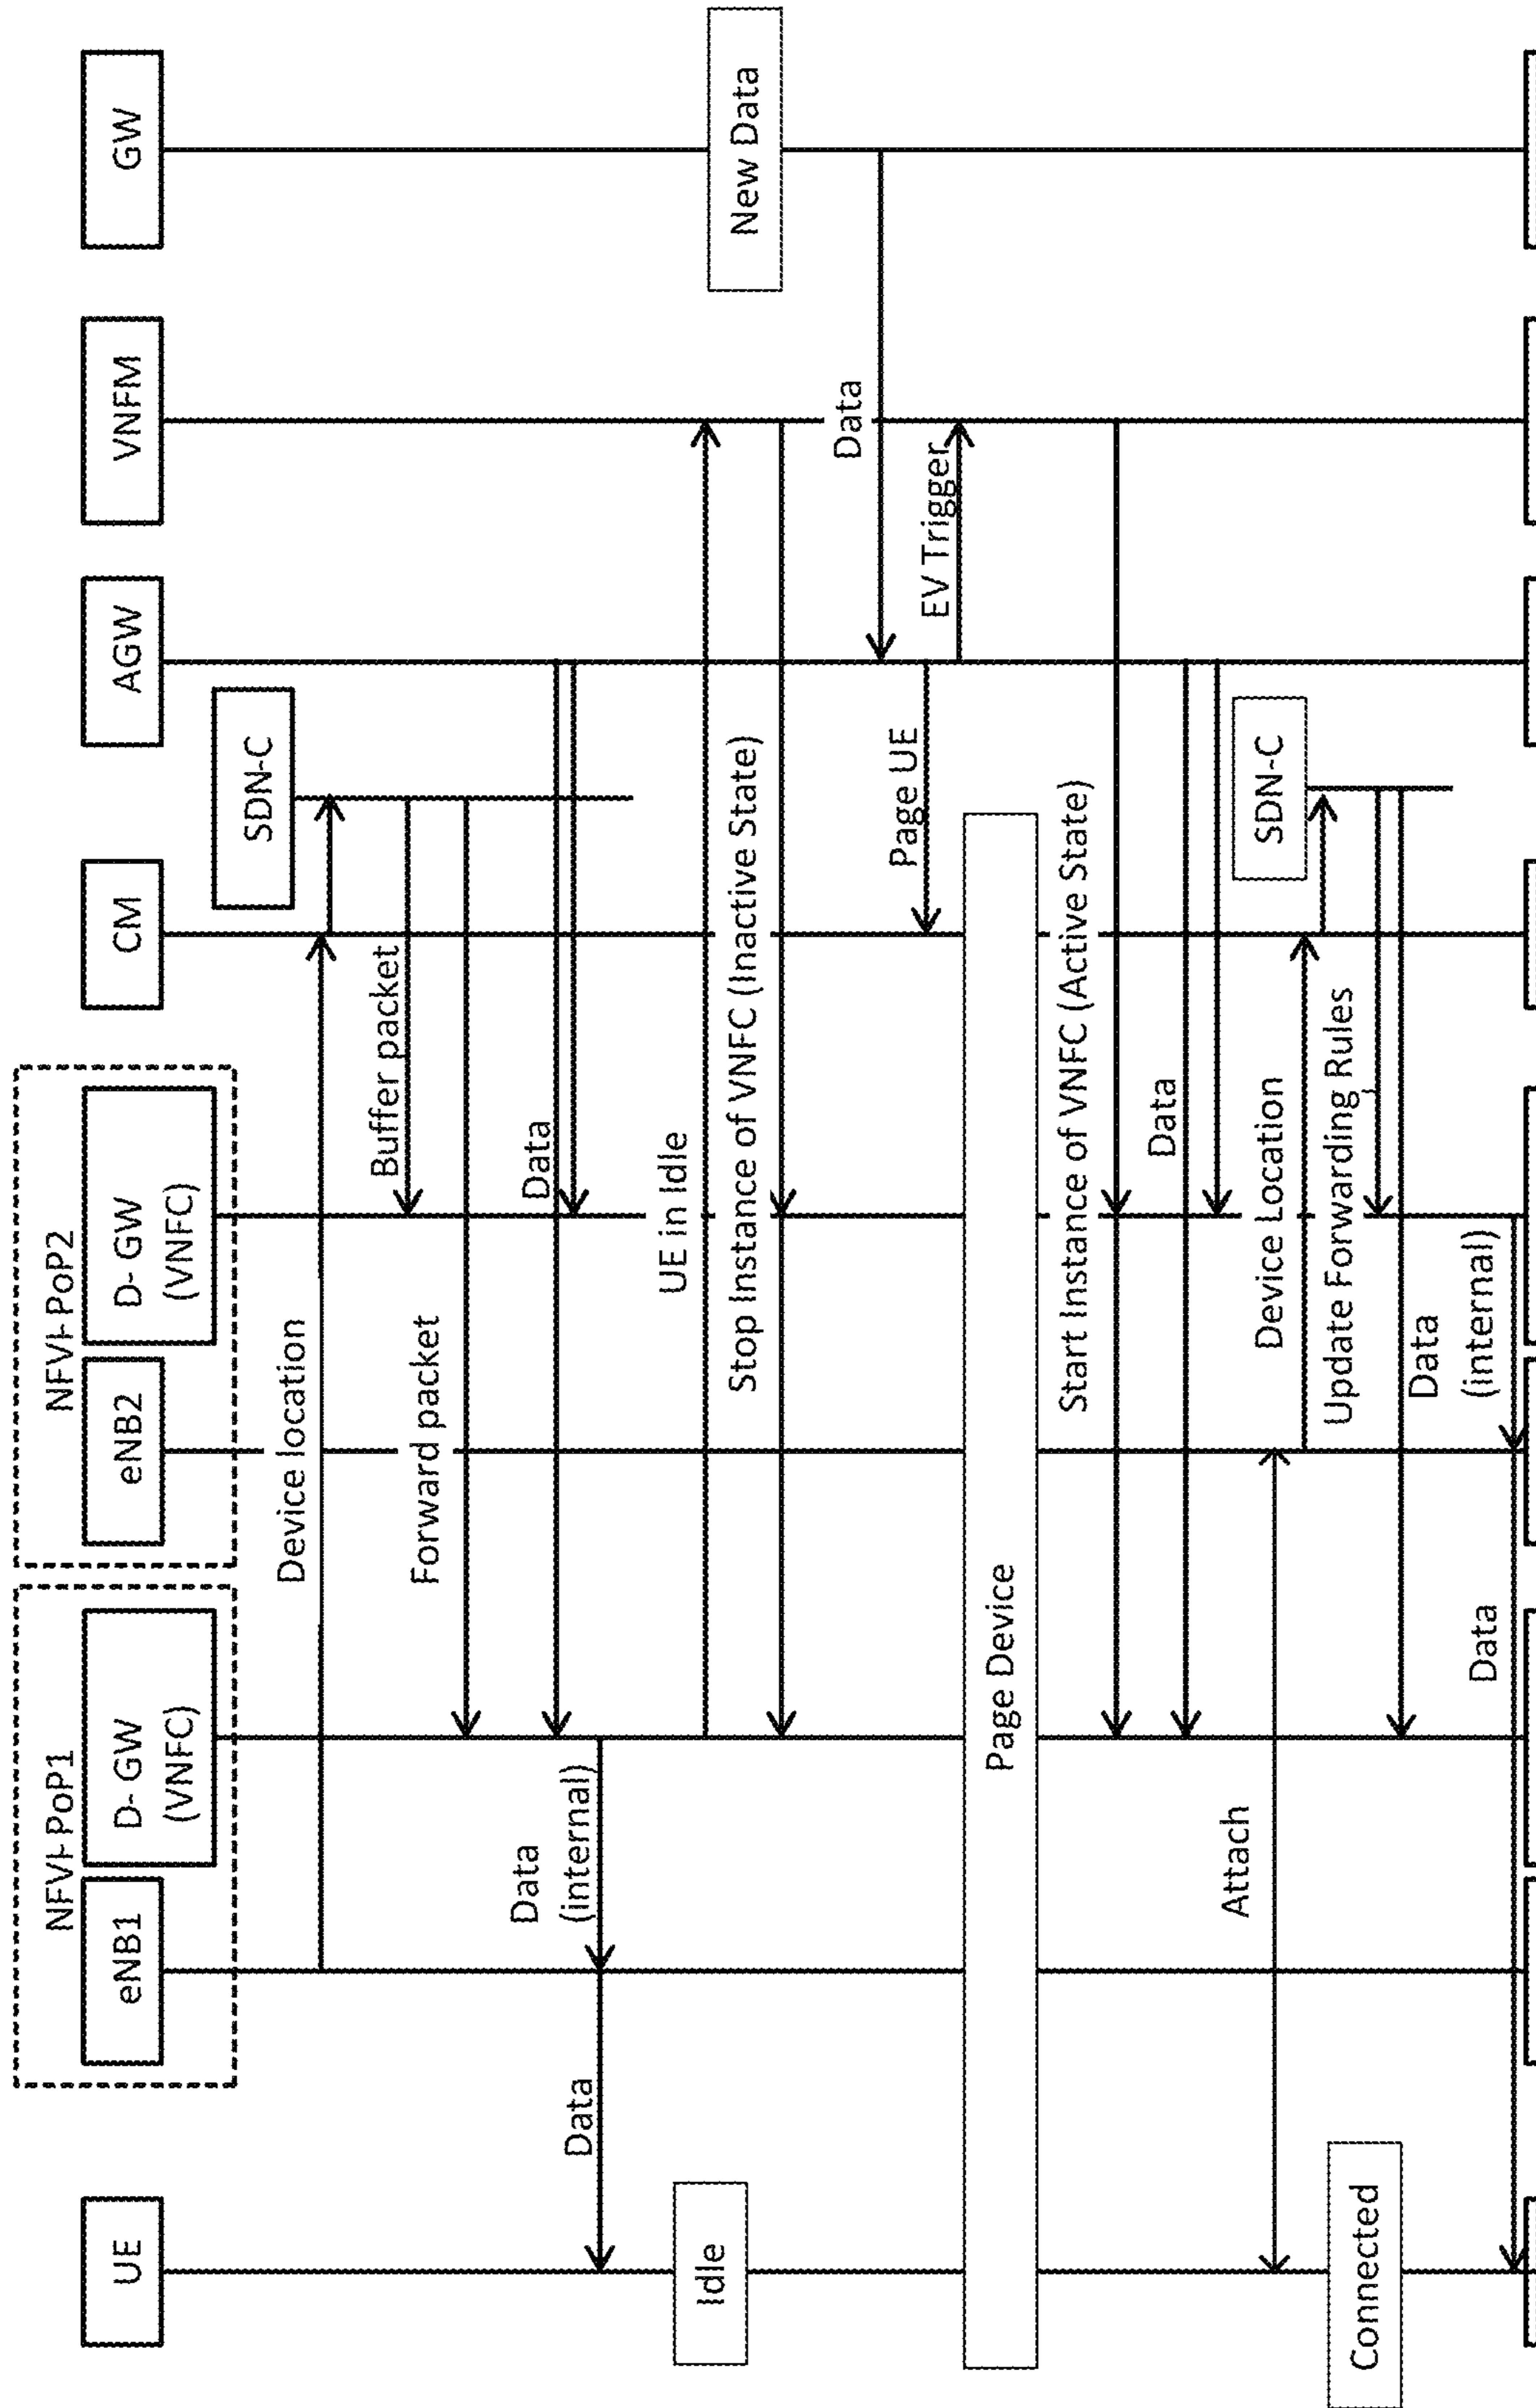 NFVI-PoP1
NFVI-PoP2
UE
eNB1
D- GW
(VNFC)
eNB2
D- GW
(VNFC)
CM
AGW
VNFM
GW
SDN-C
Device location
Buffer packet
Forward packet
Data
Data
(internal)
Data
UE in Idle
Idle
Stop Instance of VNFC (Inactive State)
New Data
Data
Page UE
EV Trigger
Page Device
Start Instance of VNFC (Active State)
Data
Attach
Device Location
SDN-C
Update Forwarding Rules
Connected
Data
(internal)
Data